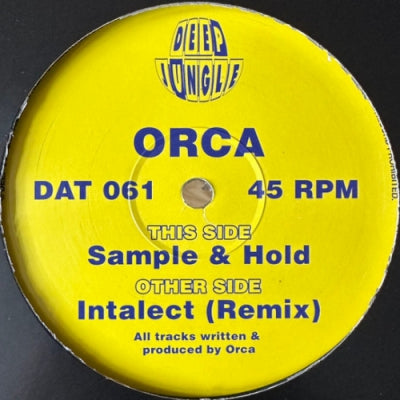 DEEP
JUNGLE
ORCA
DAT 061 45 RPM
THIS SIDE
Sample & Hold
OTHER SIDE
Intalect (Remix)
All tracks written &
produced by Orca
PROHIBITED.